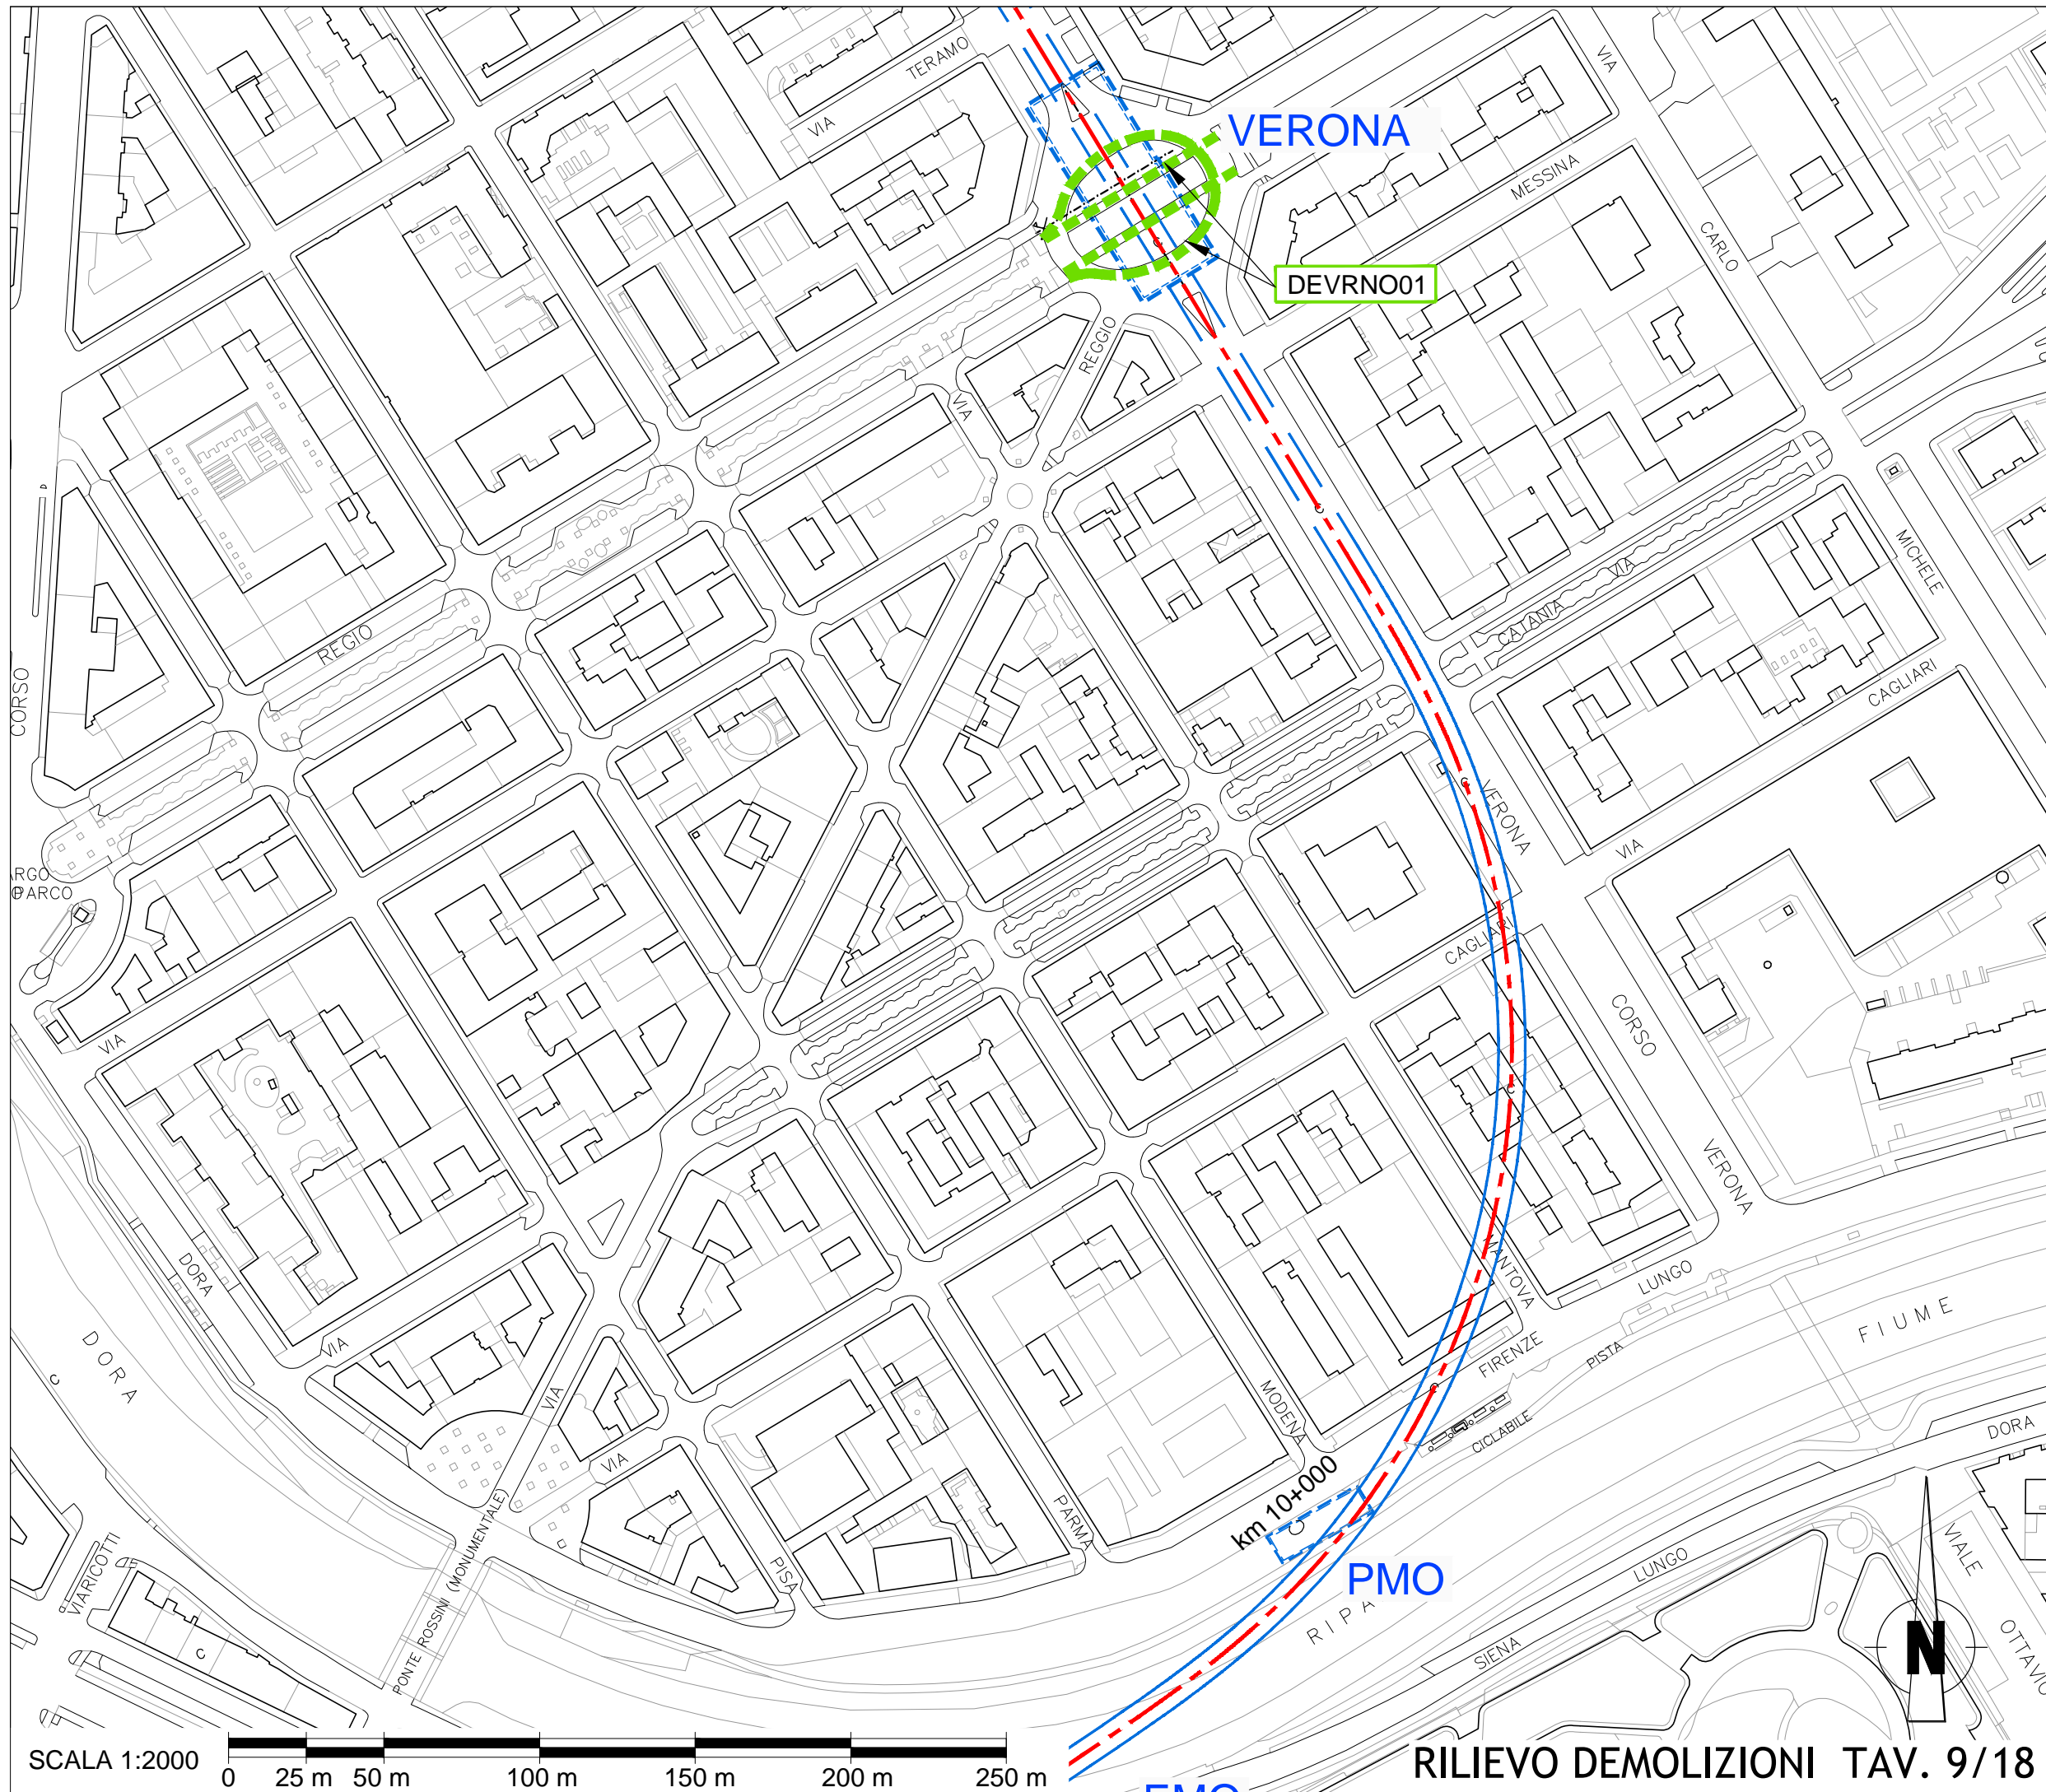 TERAMO
VIA
VERONA
VIA
MESSINA
CARLO
DEVRNO01
REGGIO
VIA
VIA
CATANIA
MICHELE
REGIO
CORSO
CAGLIARI
VERONA
VIA
ARGO
PARCO
CAGLIARI
CORSO
VIA
VERONA
DORA
MANTOVA
LUNGO
FIUME
DORA
VIA
FIRENZE
PISTA
CICLABILE
VIA
MODENA
DORA
C
VIA
km 10+000
PARMA
PONTE ROSSINI (MONUMENTALE)
VIARICOTTI
PISA
PMO
RIPA
LUNGO
SIENA
VIALE
OTTAVIO
C
N
SCALA 1:2000
0 25 m 50 m 100 m 150 m 200 m 250 m
RILIEVO DEMOLIZIONI TAV. 9/18